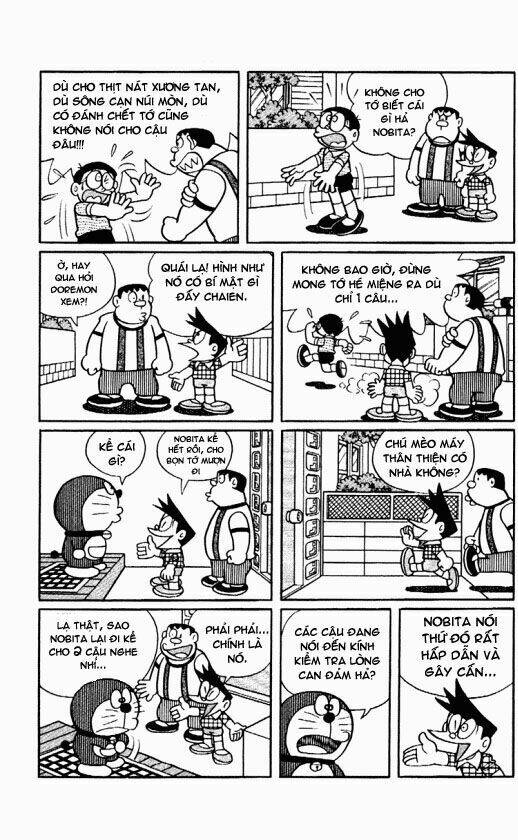 KHÔNG CHO
TỚ BIẾT CÁI
GÌ HẢ
NOBITA?
DÙ CHO THỊT NÁT XƯƠNG TAN,
DÙ SÔNG CẠN NÚI MÒN, DÙ
CÓ ĐÁNH CHẾT TỚ CŨNG
KHÔNG NÓI CHO CẬU
ĐÂU!!!
KHÔNG BAO GIỜ, ĐỪNG
MONG TỚ HÉ MIỆNG RA DÙ
CHỈ 1 CÂU...
QUÁI LẠ! HÌNH NHƯ
NÓ CÓ BÍ MẬT GÌ
ĐẤY CHAIEN.
Ờ, HAY
QUA HỎI
DOREMON
XEM?!
CHÚ MÈO MÁY
THÂN THIỆN CÓ
NHÀ KHÔNG?
NOBITA KỂ
HẾT RỒI, CHO
BỌN TỚ MƯỢN
ĐI
KỂ CÁI
GÌ?
NOBITA NÓI
THỨ ĐÓ RẤT
HẤP DẪN VÀ
GÂY CẤN...
CÁC CẬU ĐANG
NÓI ĐẾN KÍNH
KIỂM TRA LÒNG
CAN ĐẢM HẢ?
PHẢI PHẢI...
CHÍNH LÀ
NÓ.
LẠ THẬT, SAO
NOBITA LẠI ĐI KỂ
CHO 2 CẬU NGHE
NHỈ...